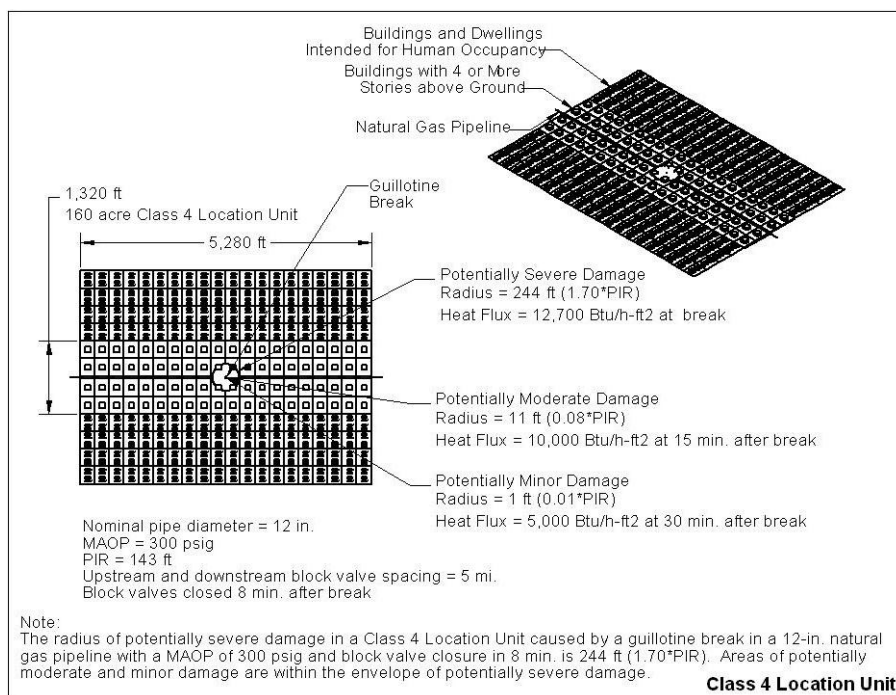 Buildings and Dwellings
Intended for Human Occupancy
Buildings with 4 or More
Stories above Ground
Natural Gas Pipeline
Guillotine
Break
1,320 ft
160 acre Class 4 Location Unit
5,280 ft
Potentially Severe Damage
Radius = 244 ft (1.70*PIR)
Heat Flux = 12,700 Btu/h-ft2 at break
Potentially Moderate Damage
Radius = 11 ft (0.08*PIR)
Heat Flux = 10,000 Btu/h-ft2 at 15 min. after break
Potentially Minor Damage
Radius = 1 ft (0.01*PIR)
Heat Flux = 5,000 Btu/h-ft2 at 30 min. after break
Nominal pipe diameter = 12 in.
MAOP = 300 psig
PIR = 143 ft
Upstream and downstream block valve spacing = 5 mi.
Block valves closed 8 min. after break
Note:
The radius of potentially severe damage in a Class 4 Location Unit caused by a guillotine break in a 12-in. natural
gas pipeline with a MAOP of 300 psig and block valve closure in 8 min. is 244 ft (1.70*PIR). Areas of potentially
moderate and minor damage are within the envelope of potentially severe damage.
Class 4 Location Unit